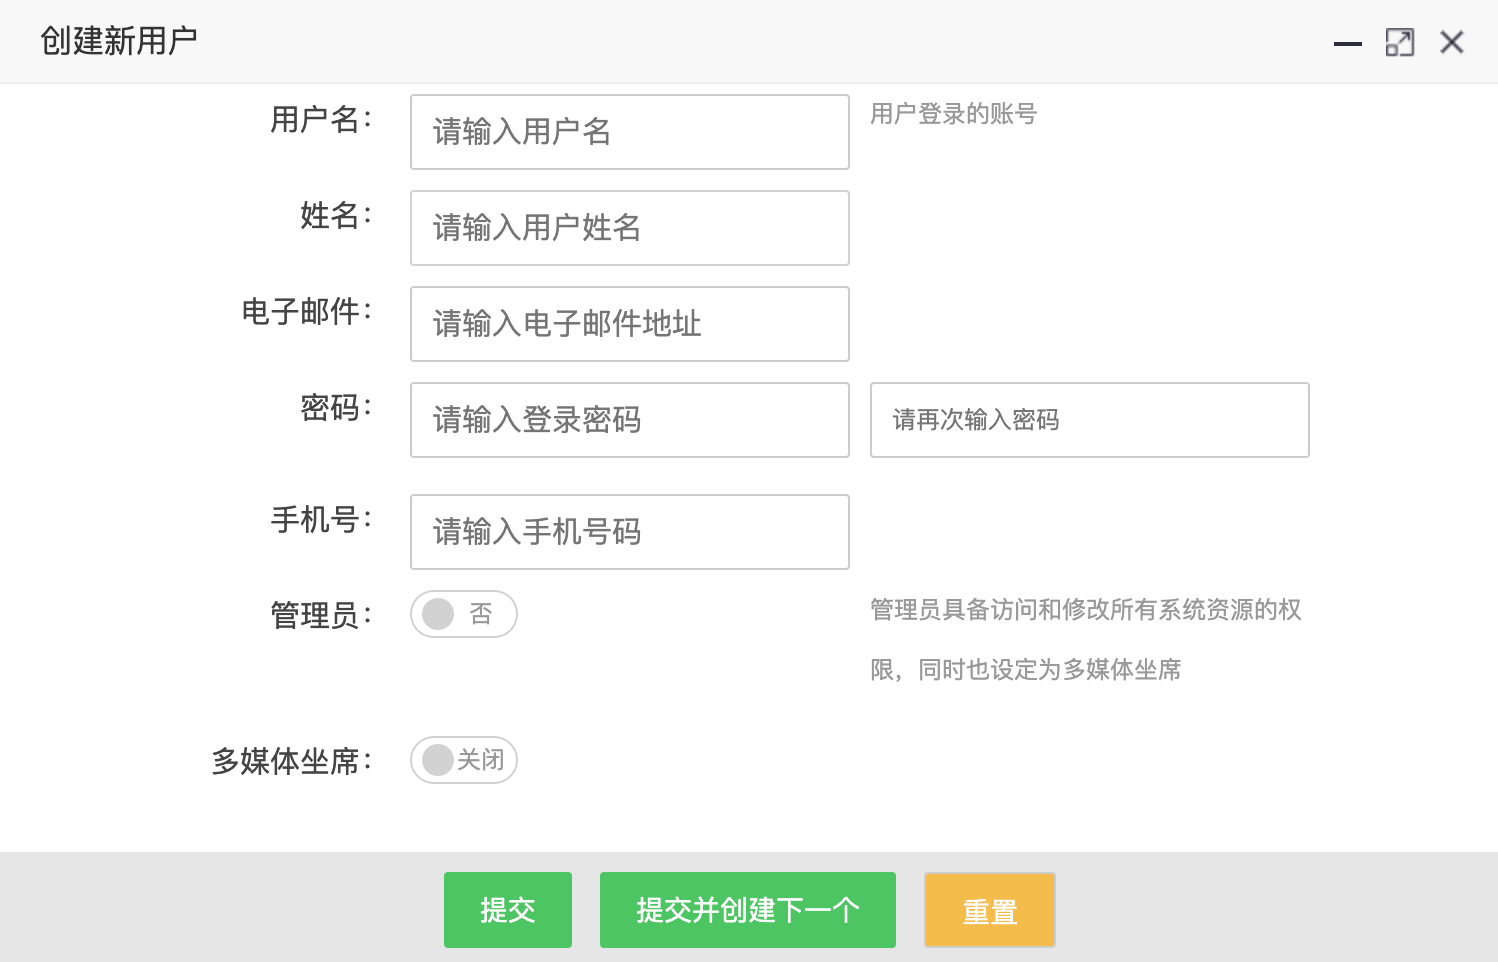 创建新用户
用户名：
请输入用户名
用户登录的账号
姓名：
请输入用户姓名
电子邮件：
请输入电子邮件地址
密码：
请输入登录密码
请再次输入密码
手机号：
请输入手机号码
管理员：
否
管理员具备访问和修改所有系统资源的权
限，同时也设定为多媒体坐席
多媒体坐席：
关闭
提交
提交并创建下一个
重置